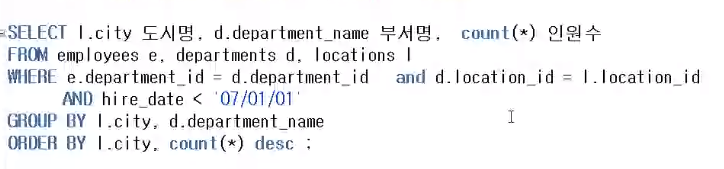 SELECT l.city 도시명, d.department_name 부서명, count(*) 인원수
FROM employees e, departments d, locations l
WHERE e.department_id = d.department_id and d.location_id = l.location_id
AND hire_date < '07/01/01'
GROUP BY l.city, d.department_name
ORDER BY l.city, count(*) desc ;